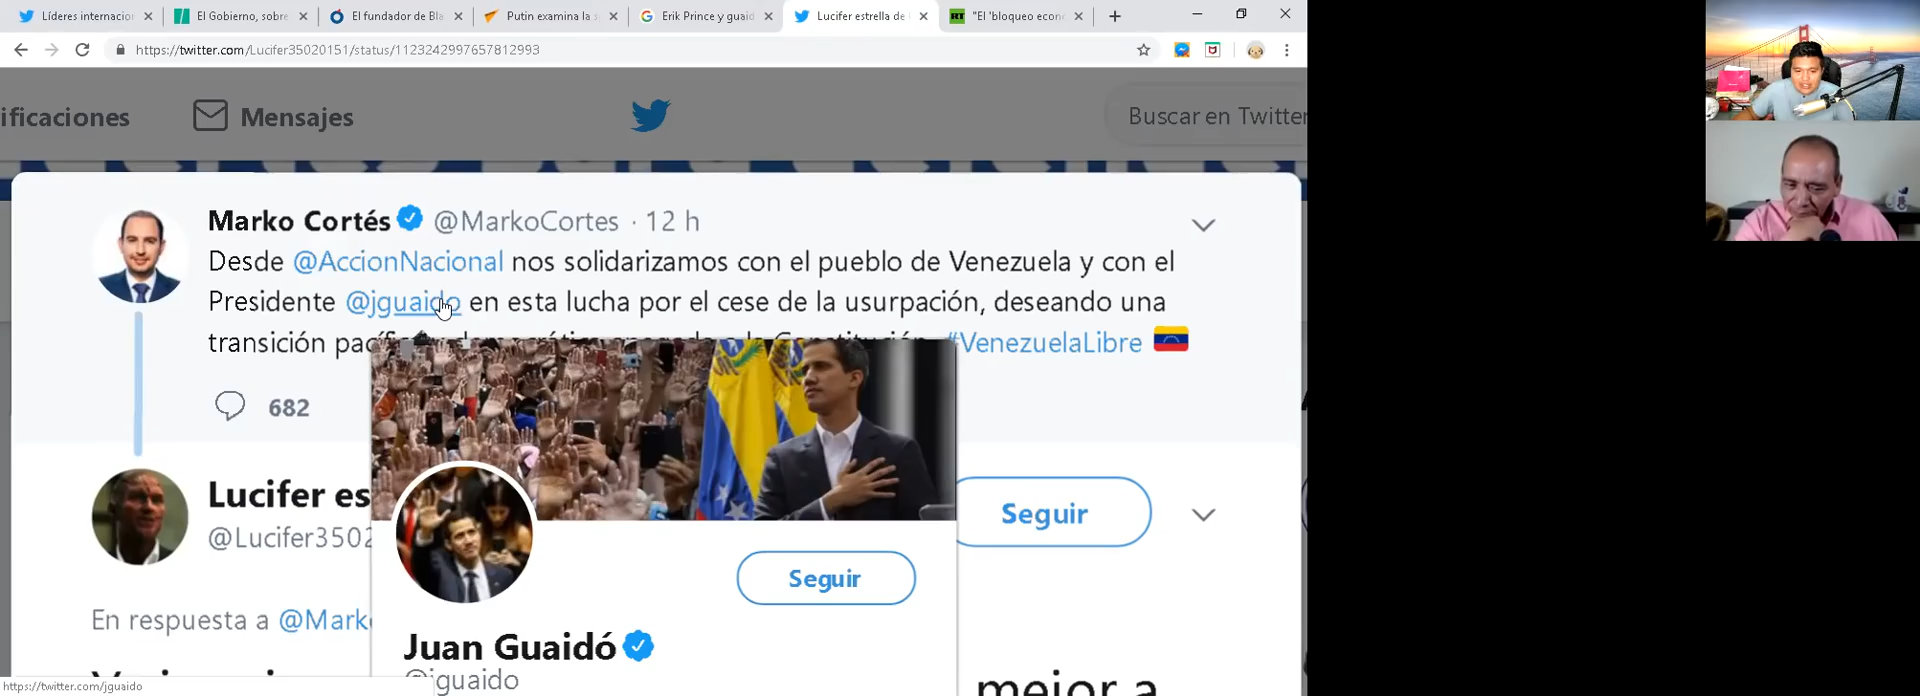 Líderes internacio
El Gobierno, sobre
El fundador de Bla
Putin examina la s
Erik Prince y guaid
Lucifer estrella de
"El 'bloqueo econ
https://twitter.com/Lucifer35020151/status/1123242997657812993
ificaciones
Mensajes
Buscar en Twitter
Marko Cortés @MarkoCortes · 12 h
Desde @AccionNacional nos solidarizamos con el pueblo de Venezuela y con el
Presidente @jguaido en esta lucha por el cese de la usurpación, deseando una
transición #VenezuelaLibre
682
Lucifer es
@Lucifer3502
Seguir
En respuesta a @Mark
Seguir
Juan Guaidó
@jguaido
mejor a
https://twitter.com/jguaido